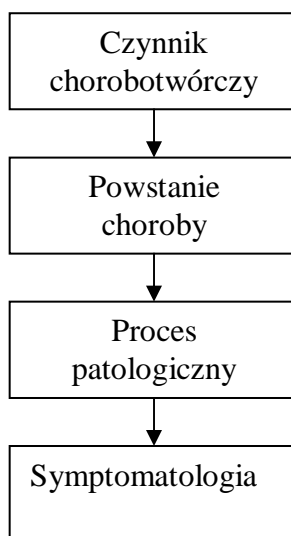 Czynnik
chorobotwórczy
Powstanie
choroby
Proces
patologiczny
Symptomatologia